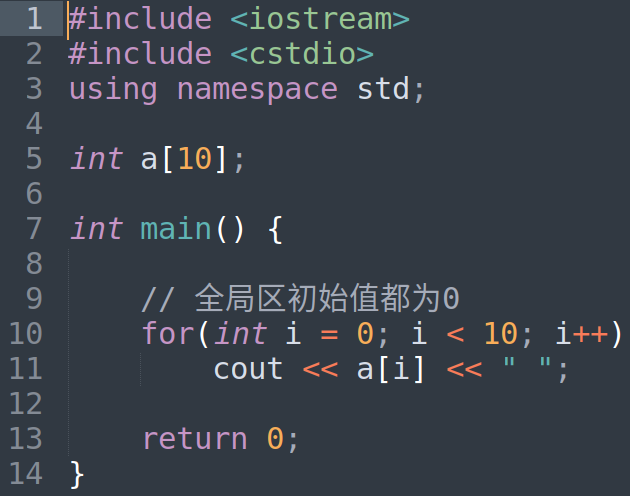 1 #include <iostream>
2 #include <cstdio>
3 using namespace std;
4
5 int a[10];
6
7 int main() {
8
9     // 全局区初始值都为0
10     for(int i = 0; i < 10; i++)
11         cout << a[i] << " ";
12
13     return 0;
14 }